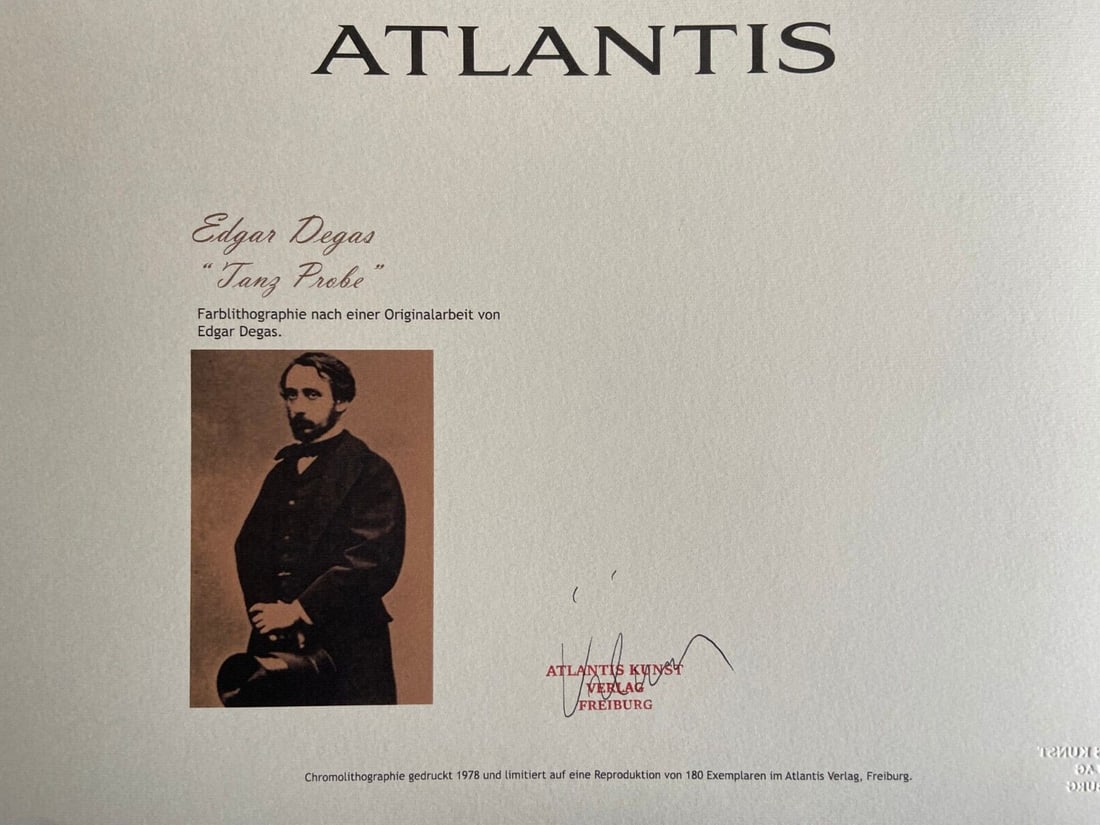 ATLANTIS
Edgar Degas
“Tanz Probe”
Farblithographie nach einer Originalarbeit von
Edgar Degas.
ATLANTIS KUNST
VERLAG
FREIBURG
Chromolithographie gedruckt 1978 und limitiert auf eine Reproduktion von 180 Exemplaren im Atlantis Verlag, Freiburg.
KUNST